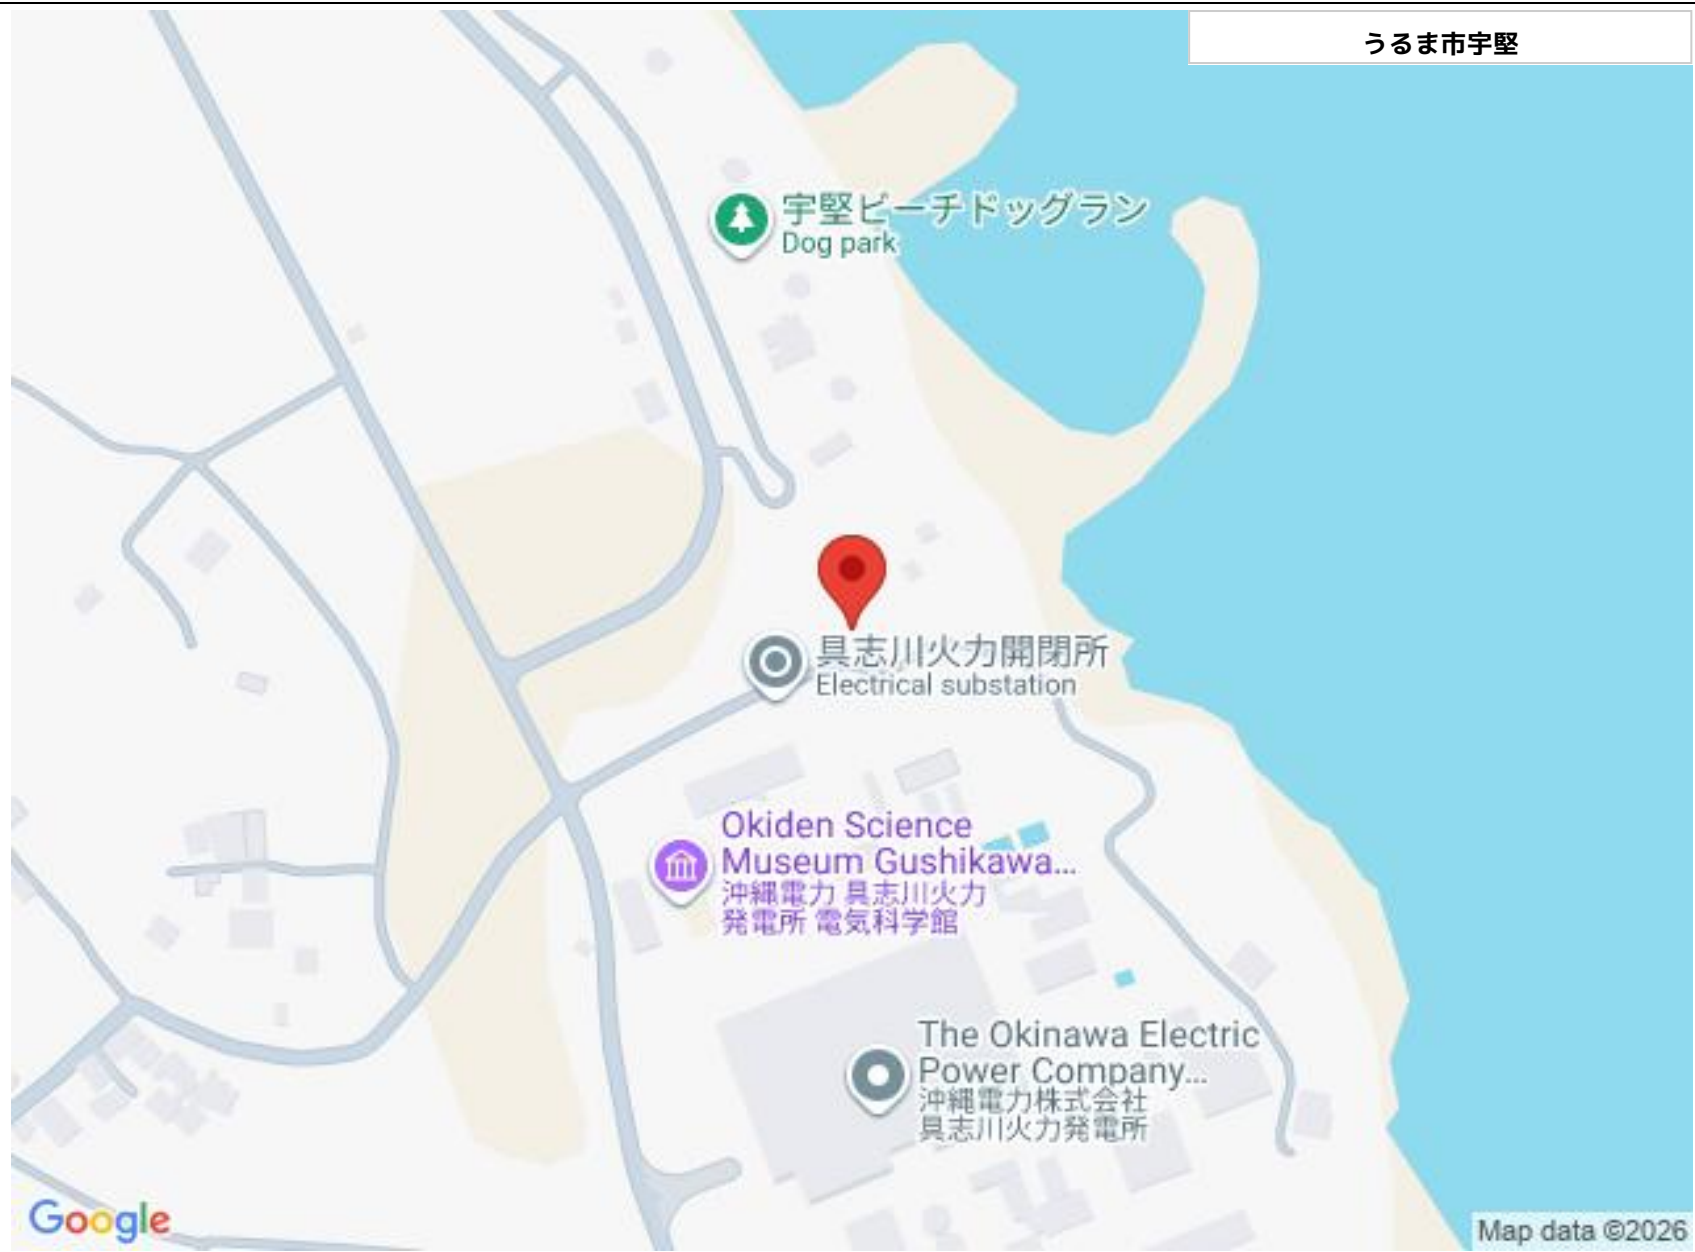 うるま市宇堅
宇堅ビーチドッグラン
Dog park
具志川火力開閉所
Electrical substation
Okiden Science
Museum Gushikawa...
沖縄電力 具志川火力
発電所 電気科学館
The Okinawa Electric
Power Company...
沖縄電力株式会社
具志川火力発電所
Google
Map data ©2026